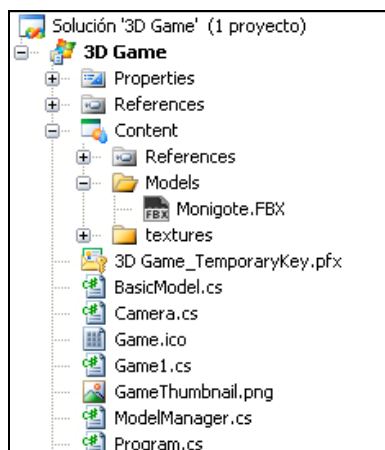 Solución '3D Game' (1 proyecto)
3D Game
Properties
References
Content
References
Models
FBX Monigote.FBX
textures
3D Game_TemporaryKey.pfx
BasicModel.cs
Camera.cs
Game.ico
Game1.cs
GameThumbnail.png
ModelManager.cs
Program.cs